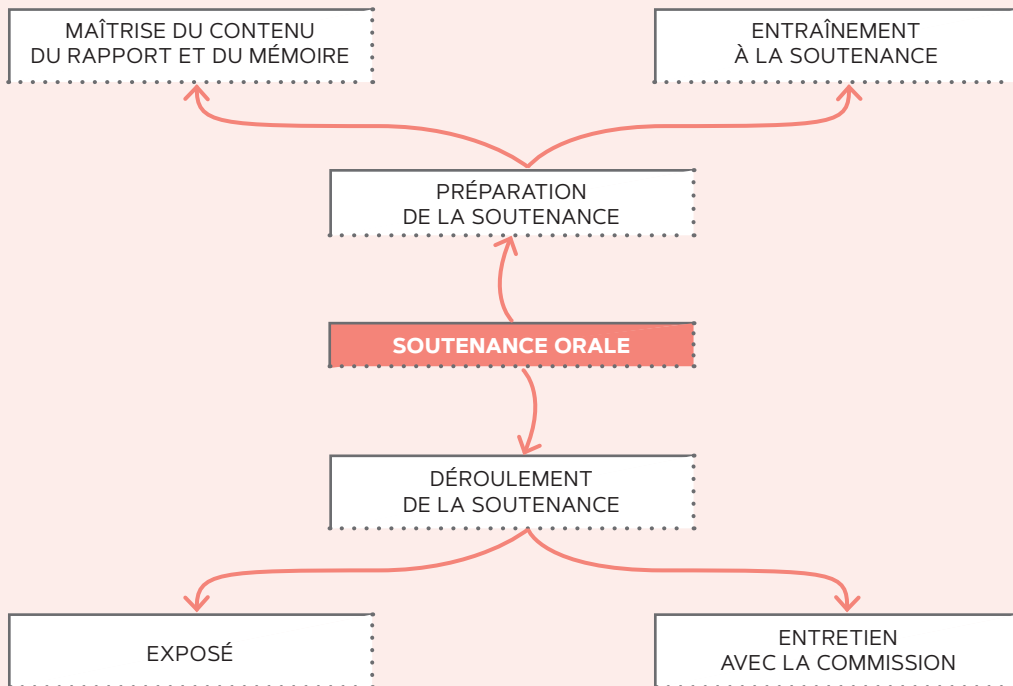 MAÎTRISE DU CONTENU
DU RAPPORT ET DU MÉMOIRE
ENTRAÎNEMENT
À LA SOUTENANCE
PRÉPARATION
DE LA SOUTENANCE
SOUTENANCE ORALE
DÉROULEMENT
DE LA SOUTENANCE
EXPOSÉ
ENTRETIEN
AVEC LA COMMISSION